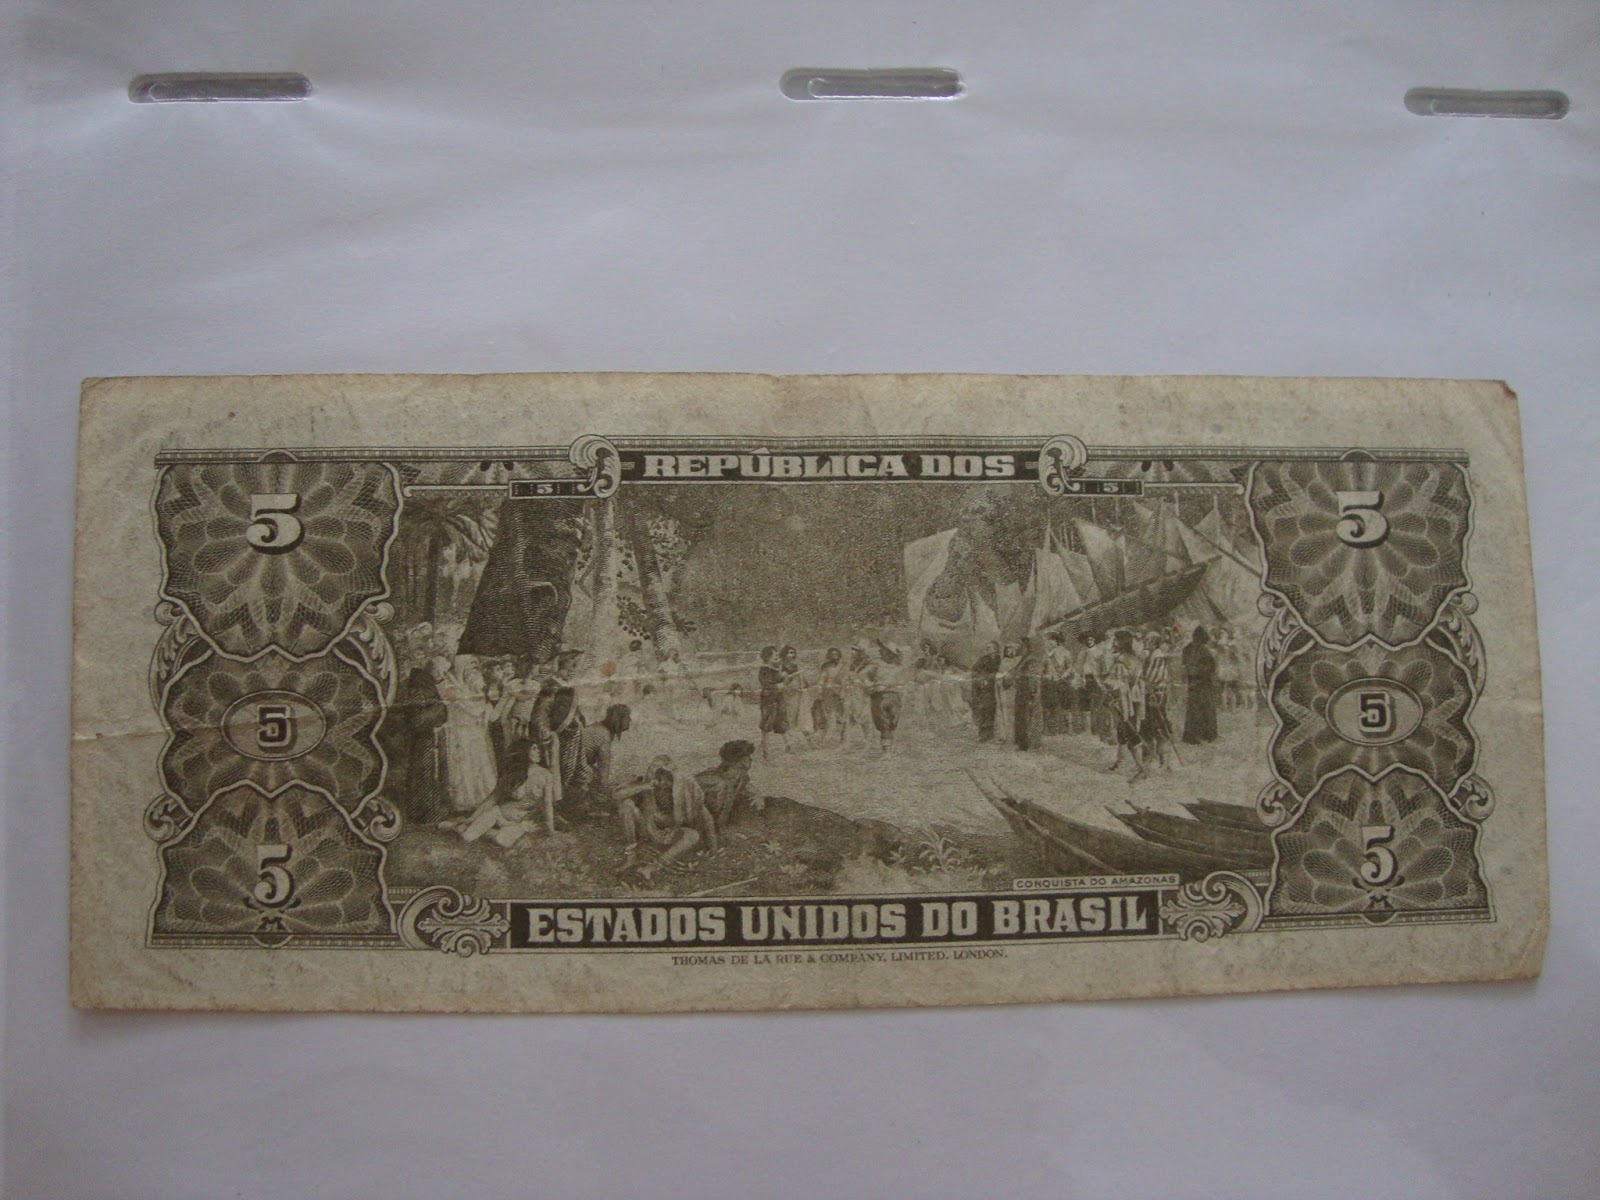 REPÚBLICA DOS
5 5 5 5
5 5
CONQUISTA DO AMAZONAS
5 5
M M
ESTADOS UNIDOS DO BRASIL
THOMAS DE LA RUE & COMPANY, LIMITED. LONDON.